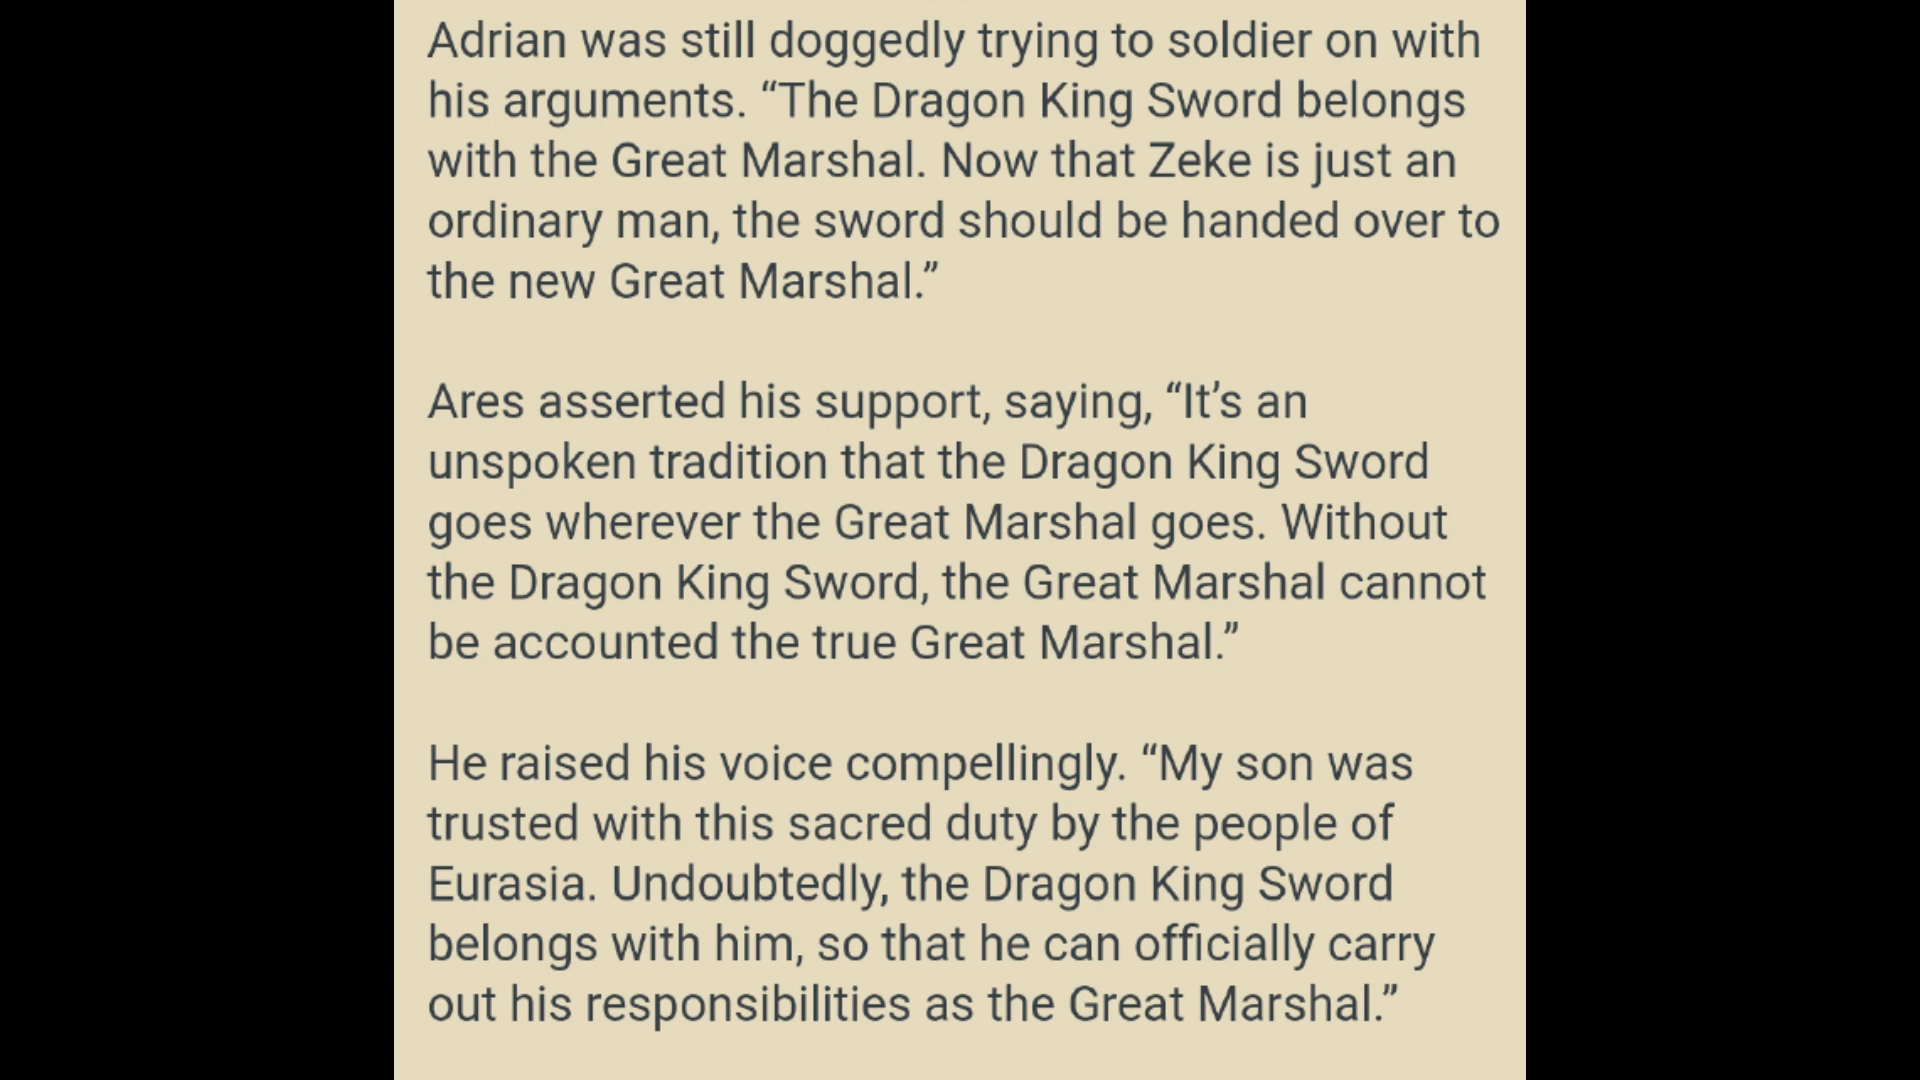 Adrian was still doggedly trying to soldier on with
his arguments. “The Dragon King Sword belongs
with the Great Marshal. Now that Zeke is just an
ordinary man, the sword should be handed over to
the new Great Marshal.”
Ares asserted his support, saying, “It’s an
unspoken tradition that the Dragon King Sword
goes wherever the Great Marshal goes. Without
the Dragon King Sword, the Great Marshal cannot
be accounted the true Great Marshal.”
He raised his voice compellingly. “My son was
trusted with this sacred duty by the people of
Eurasia. Undoubtedly, the Dragon King Sword
belongs with him, so that he can officially carry
out his responsibilities as the Great Marshal.”